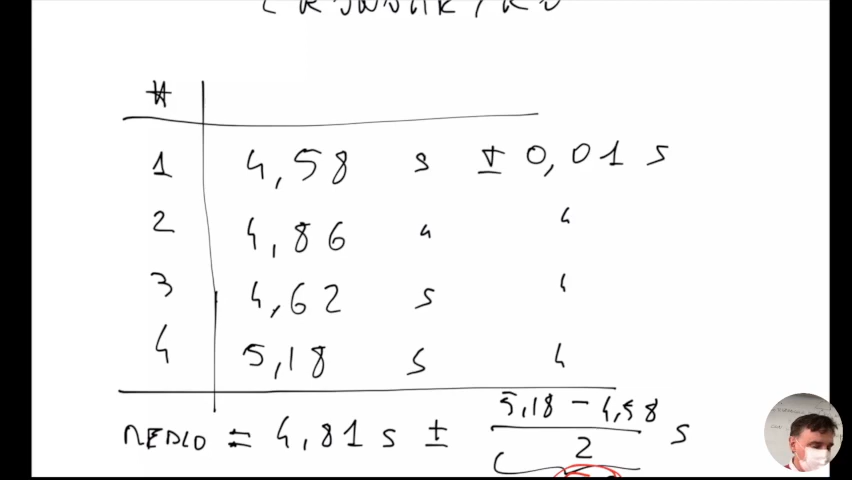 #
1 4,58 s ± 0,01 s
2 4,86 " "
3 4,62 s "
4 5,18 s "
MEDIO = 4,81 s ± (5,18 - 4,58)/2 s